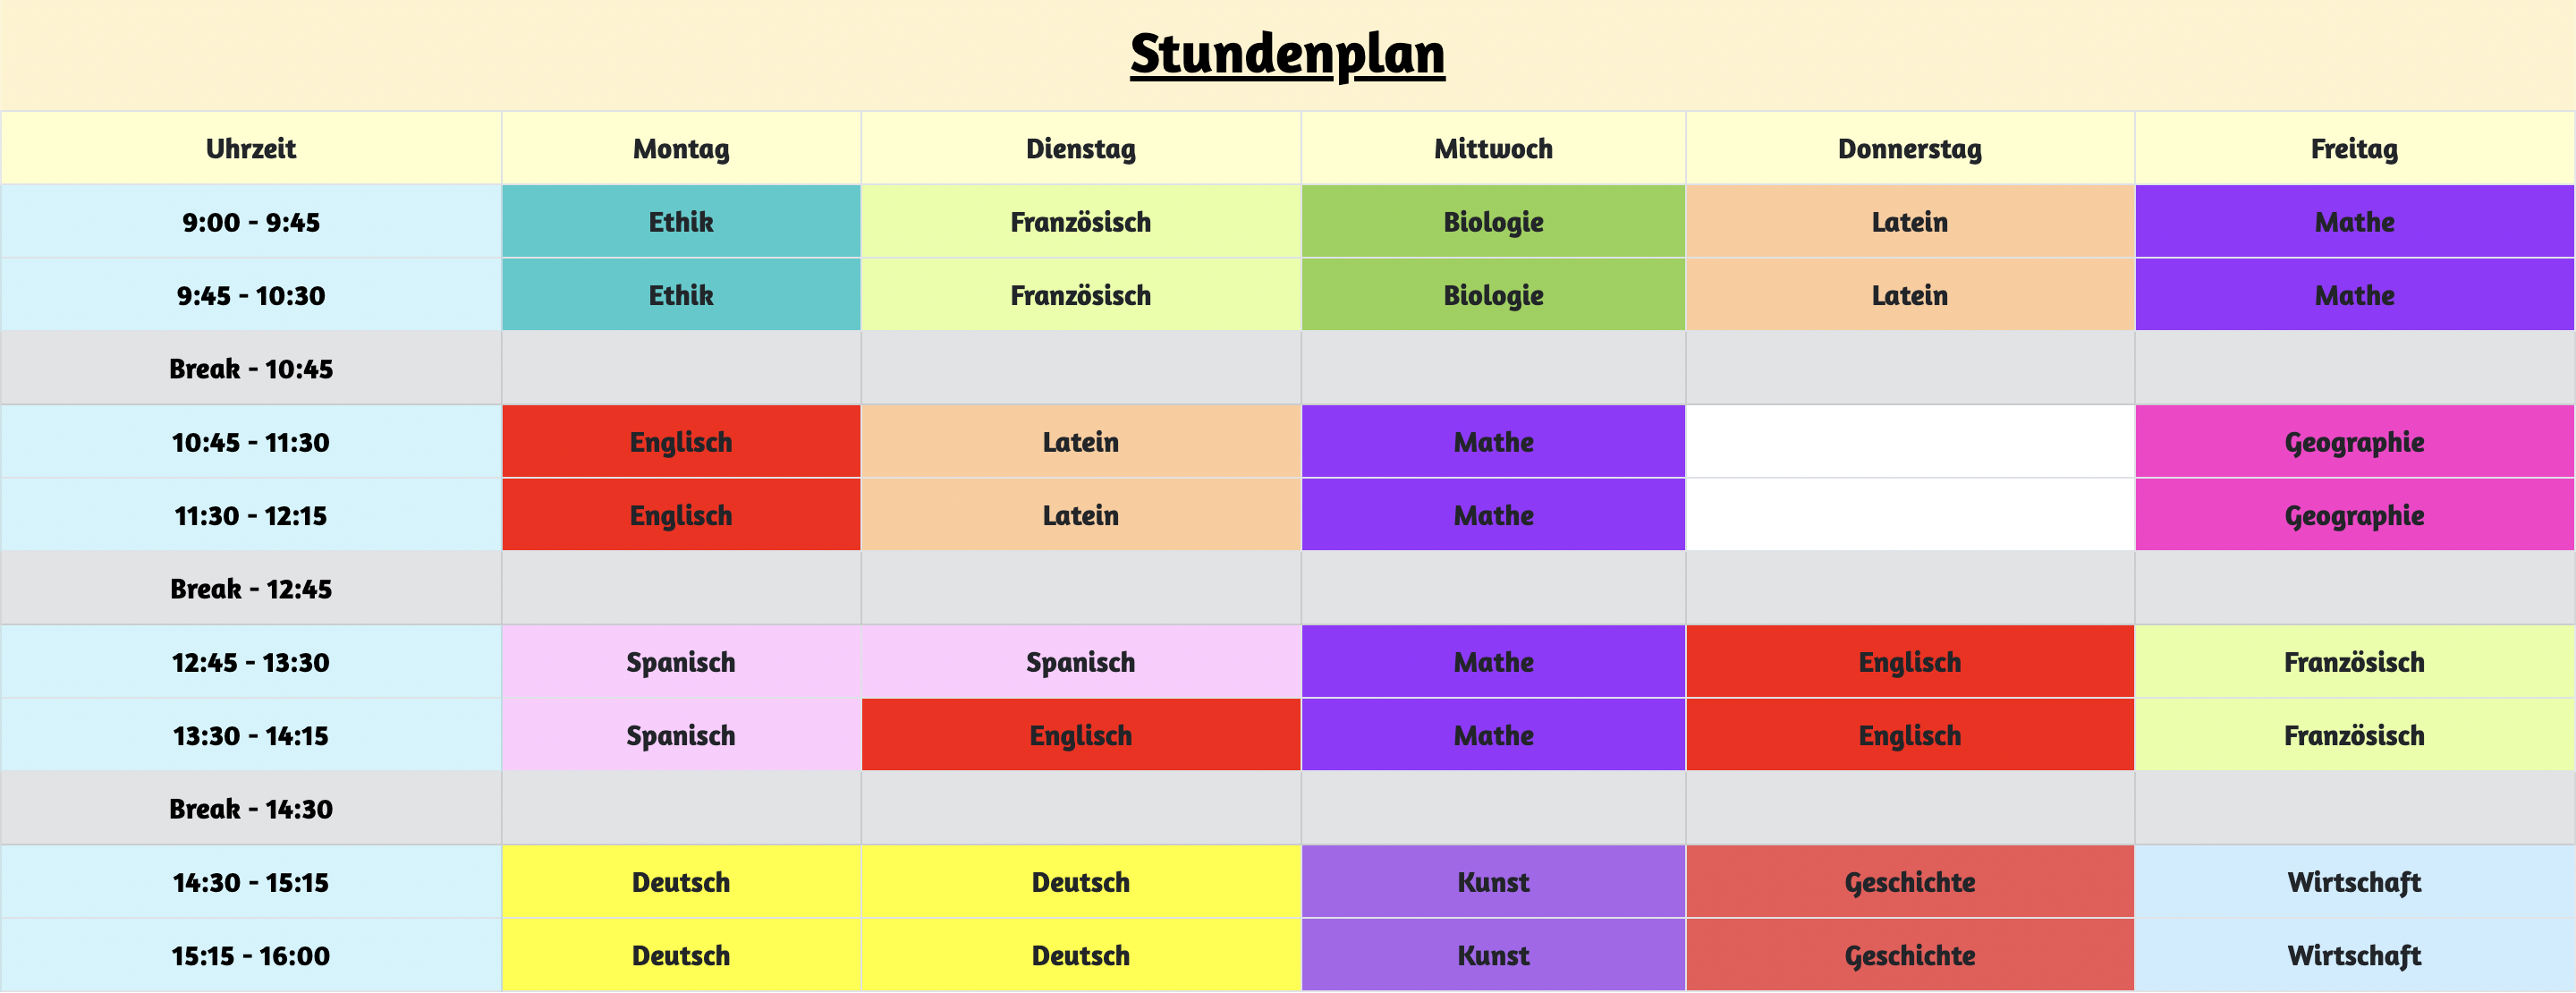 Stundenplan
Uhrzeit Montag Dienstag Mittwoch Donnerstag Freitag
9:00 - 9:45 Ethik Französisch Biologie Latein Mathe
9:45 - 10:30 Ethik Französisch Biologie Latein Mathe
Break - 10:45
10:45 - 11:30 Englisch Latein Mathe Geographie
11:30 - 12:15 Englisch Latein Mathe Geographie
Break - 12:45
12:45 - 13:30 Spanisch Spanisch Mathe Englisch Französisch
13:30 - 14:15 Spanisch Englisch Mathe Englisch Französisch
Break - 14:30
14:30 - 15:15 Deutsch Deutsch Kunst Geschichte Wirtschaft
15:15 - 16:00 Deutsch Deutsch Kunst Geschichte Wirtschaft